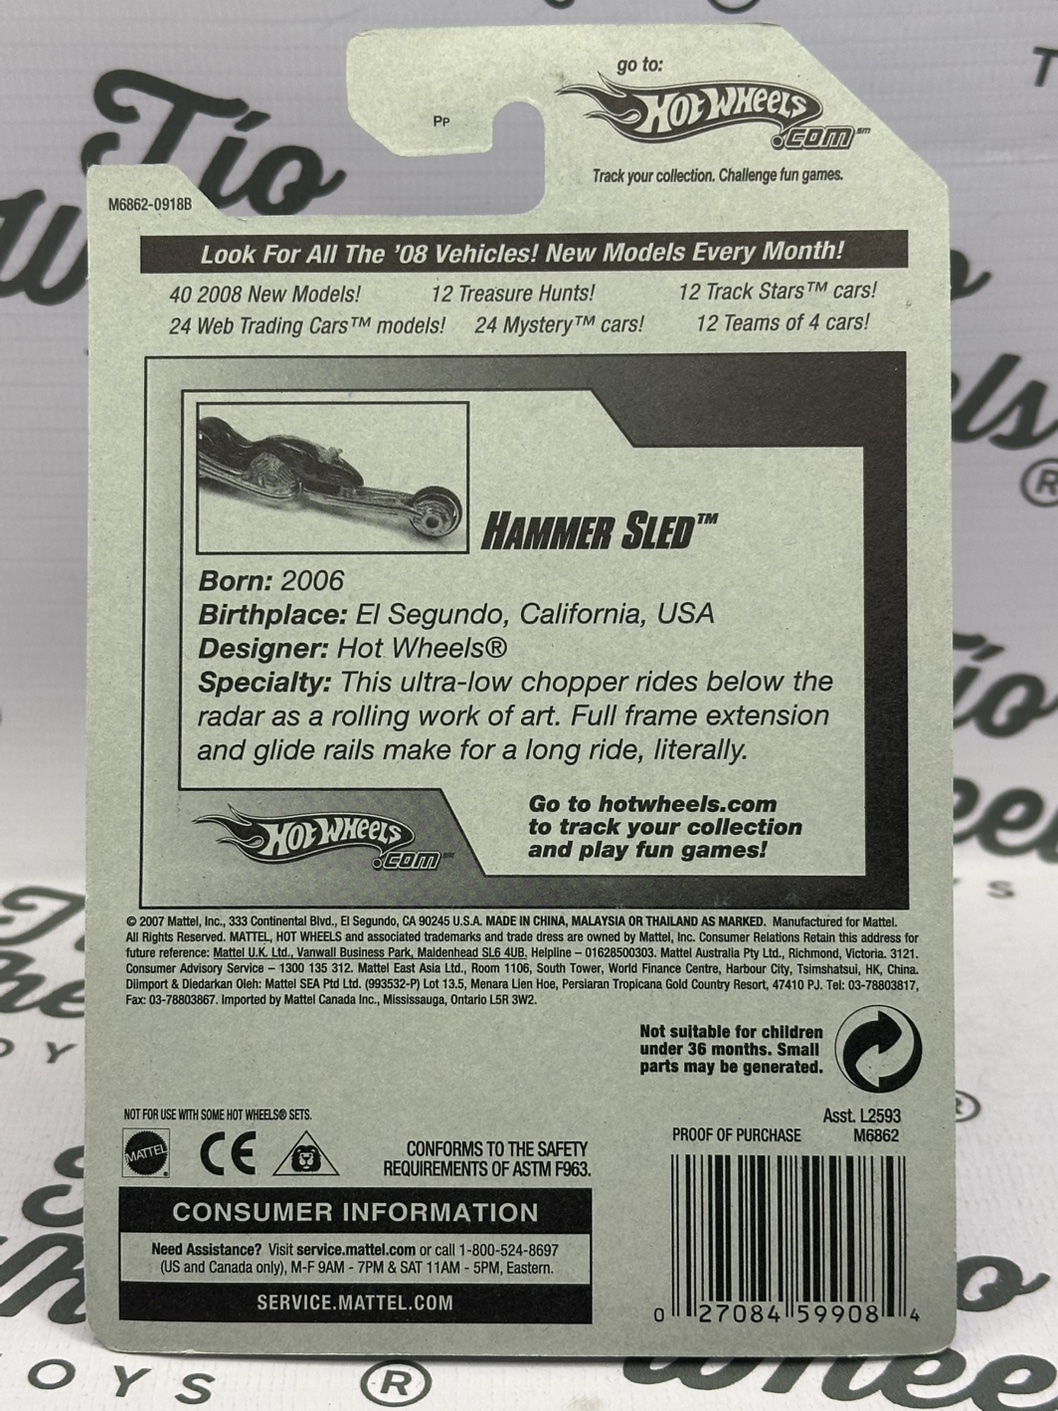 go to:
HOT WHEELS
.COM℠
PP
Track your collection. Challenge fun games.
M6862-0918B
Look For All The '08 Vehicles! New Models Every Month!
40 2008 New Models! 12 Treasure Hunts! 12 Track Stars™ cars!
24 Web Trading Cars™ models! 24 Mystery™ cars! 12 Teams of 4 cars!
HAMMER SLED™
Born: 2006
Birthplace: El Segundo, California, USA
Designer: Hot Wheels®
Specialty: This ultra-low chopper rides below the
radar as a rolling work of art. Full frame extension
and glide rails make for a long ride, literally.
HOT WHEELS
.COM℠
Go to hotwheels.com
to track your collection
and play fun games!
© 2007 Mattel, Inc., 333 Continental Blvd., El Segundo, CA 90245 U.S.A. MADE IN CHINA, MALAYSIA OR THAILAND AS MARKED. Manufactured for Mattel.
All Rights Reserved. MATTEL, HOT WHEELS and associated trademarks and trade dress are owned by Mattel, Inc. Consumer Relations Retain this address for
future reference: Mattel U.K. Ltd., Vanwall Business Park, Maidenhead SL6 4UB. Helpline – 01628500303. Mattel Australia Pty Ltd., Richmond, Victoria. 3121.
Consumer Advisory Service – 1300 135 312. Mattel East Asia Ltd., Room 1106, South Tower, World Finance Centre, Harbour City, Tsimshatsui, HK, China.
Diimport & Diedarkan Oleh: Mattel SEA Ptd Ltd. (993532-P) Lot 13.5, Menara Lien Hoe, Persiaran Tropicana Gold Country Resort, 47410 PJ. Tel: 03-78803817,
Fax: 03-78803867. Imported by Mattel Canada Inc., Mississauga, Ontario L5R 3W2.
Not suitable for children
under 36 months. Small
parts may be generated.
NOT FOR USE WITH SOME HOT WHEELS® SETS.
MATTEL
CE
CONFORMS TO THE SAFETY
REQUIREMENTS OF ASTM F963.
Asst. L2593
PROOF OF PURCHASE M6862
CONSUMER INFORMATION
Need Assistance? Visit service.mattel.com or call 1-800-524-8697
(US and Canada only), M-F 9AM - 7PM & SAT 11AM - 5PM, Eastern.
SERVICE.MATTEL.COM
0 27084 59908 4
Tío
TOYS ®